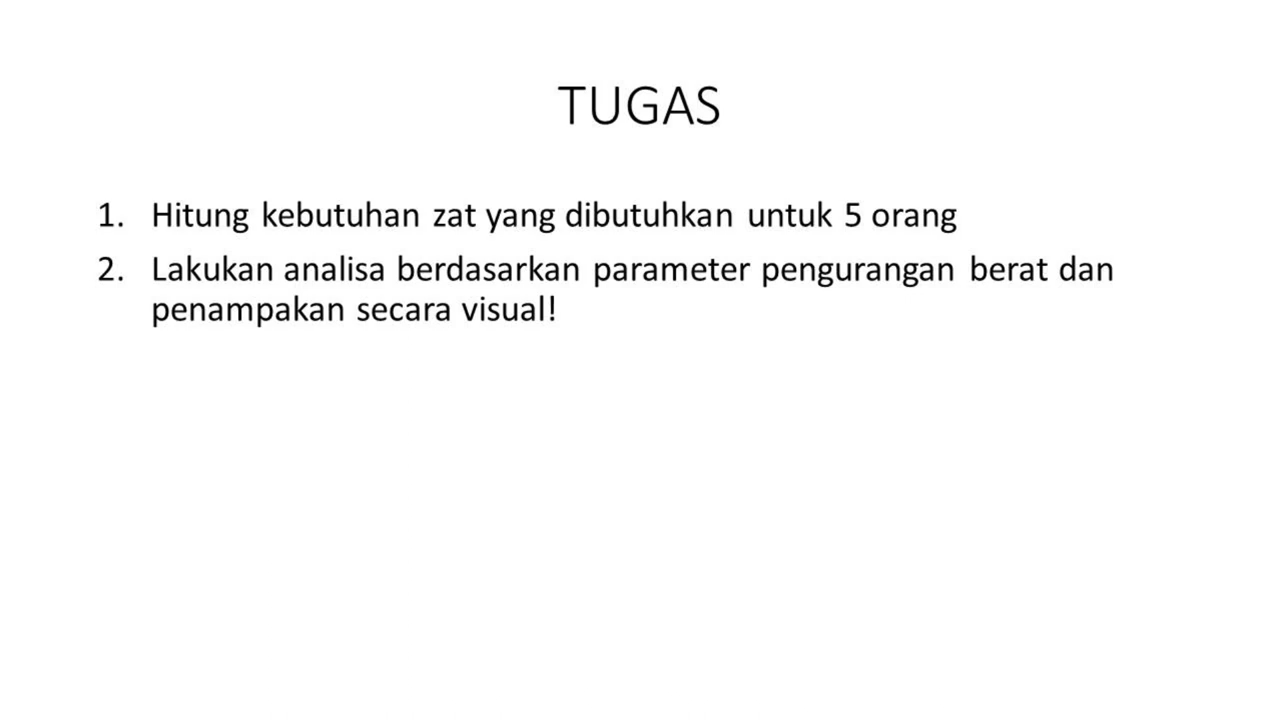 TUGAS
1. Hitung kebutuhan zat yang dibutuhkan untuk 5 orang
2. Lakukan analisa berdasarkan parameter pengurangan berat dan
penampakan secara visual!